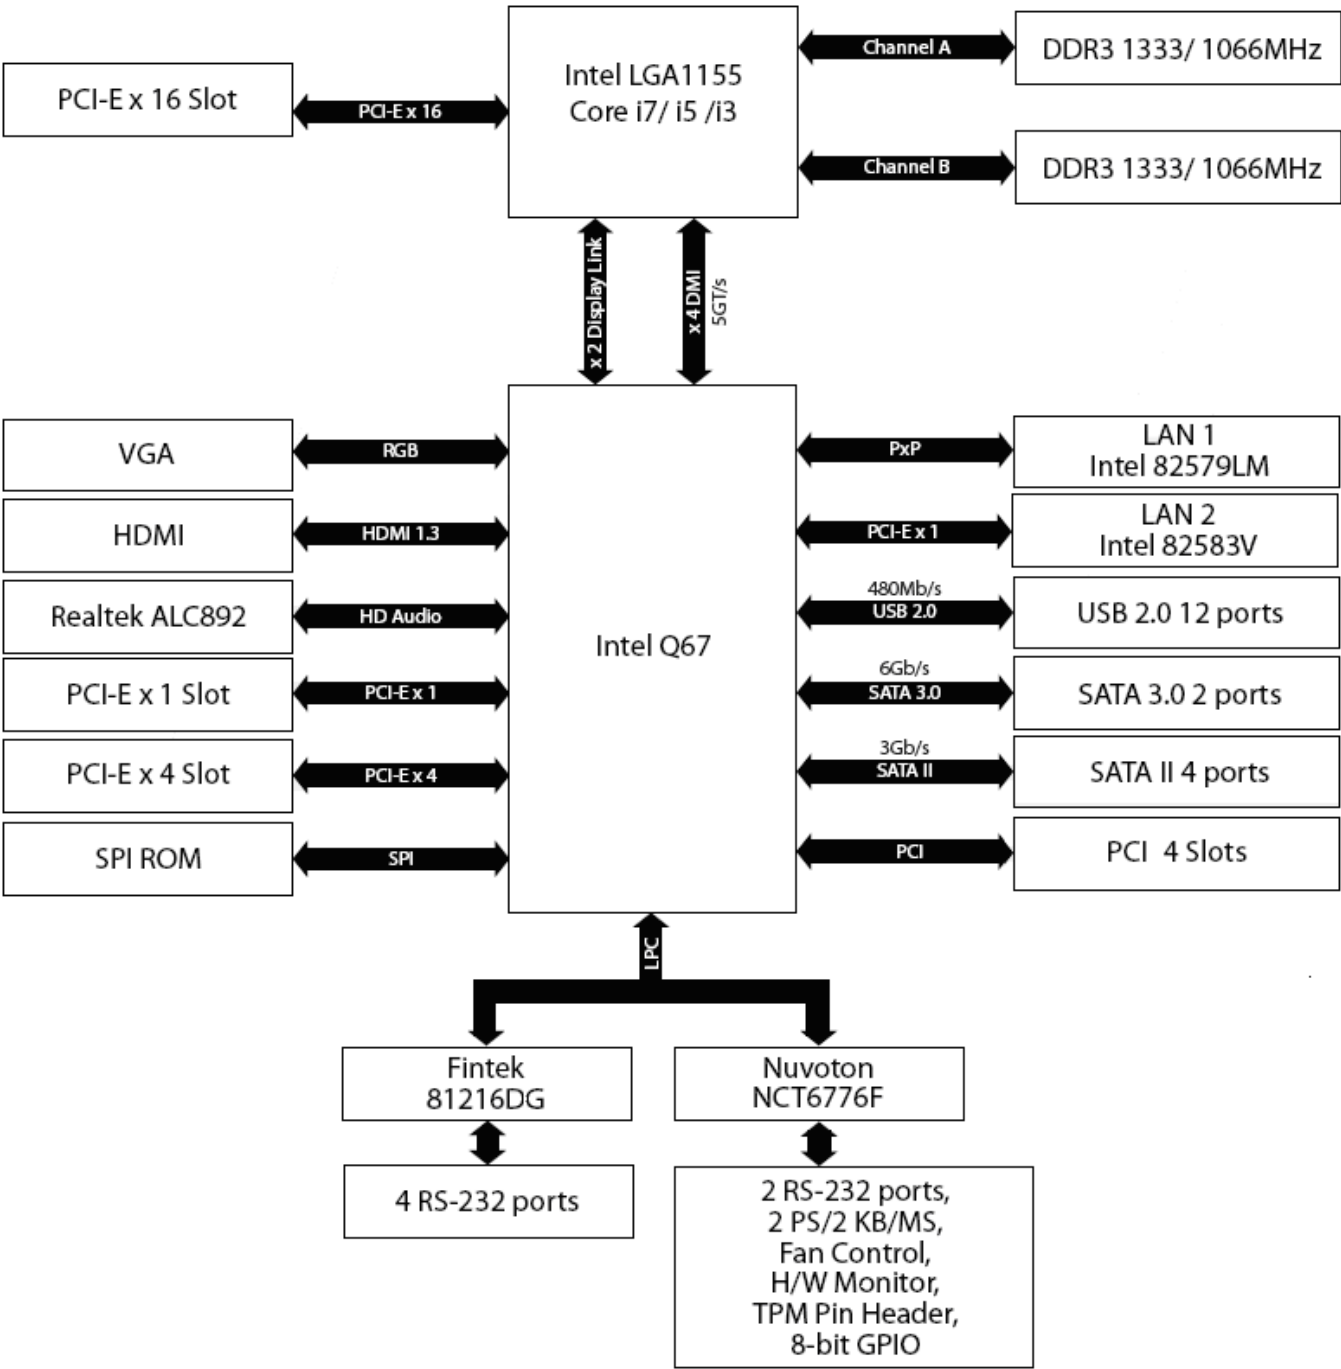 Intel LGA1155
Core i7/ i5 /i3
PCI-E x 16 Slot
PCI-E x 16
Channel A
DDR3 1333/ 1066MHz
Channel B
DDR3 1333/ 1066MHz
x 2 Display Link
x 4 DMI
5GT/s
Intel Q67
VGA
RGB
HDMI
HDMI 1.3
Realtek ALC892
HD Audio
PCI-E x 1 Slot
PCI-E x 1
PCI-E x 4 Slot
PCI-E x 4
SPI ROM
SPI
PxP
LAN 1
Intel 82579LM
PCI-E x 1
LAN 2
Intel 82583V
480Mb/s
USB 2.0
USB 2.0 12 ports
6Gb/s
SATA 3.0
SATA 3.0 2 ports
3Gb/s
SATA II
SATA II 4 ports
PCI
PCI 4 Slots
LPC
Fintek
81216DG
4 RS-232 ports
Nuvoton
NCT6776F
2 RS-232 ports,
2 PS/2 KB/MS,
Fan Control,
H/W Monitor,
TPM Pin Header,
8-bit GPIO